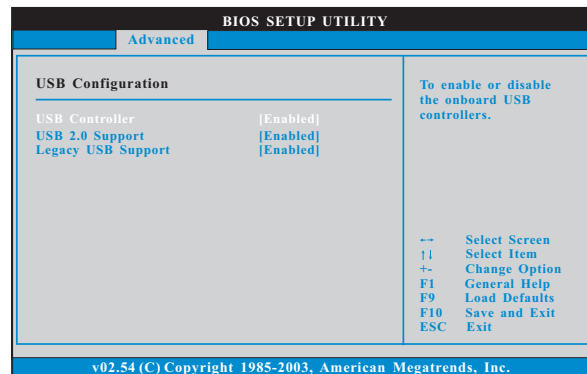 BIOS SETUP UTILITY
Advanced
USB Configuration
USB Controller [Enabled]
USB 2.0 Support [Enabled]
Legacy USB Support [Enabled]
To enable or disable
the onboard USB
controllers.
←→ Select Screen
↑↓ Select Item
+- Change Option
F1 General Help
F9 Load Defaults
F10 Save and Exit
ESC Exit
v02.54 (C) Copyright 1985-2003, American Megatrends, Inc.